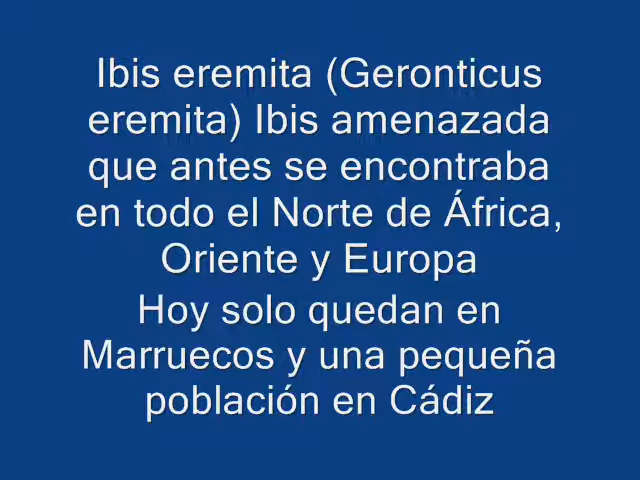 Ibis eremita (Geronticus
eremita) Ibis amenazada
que antes se encontraba
en todo el Norte de África,
Oriente y Europa
Hoy solo quedan en
Marruecos y una pequeña
población en Cádiz